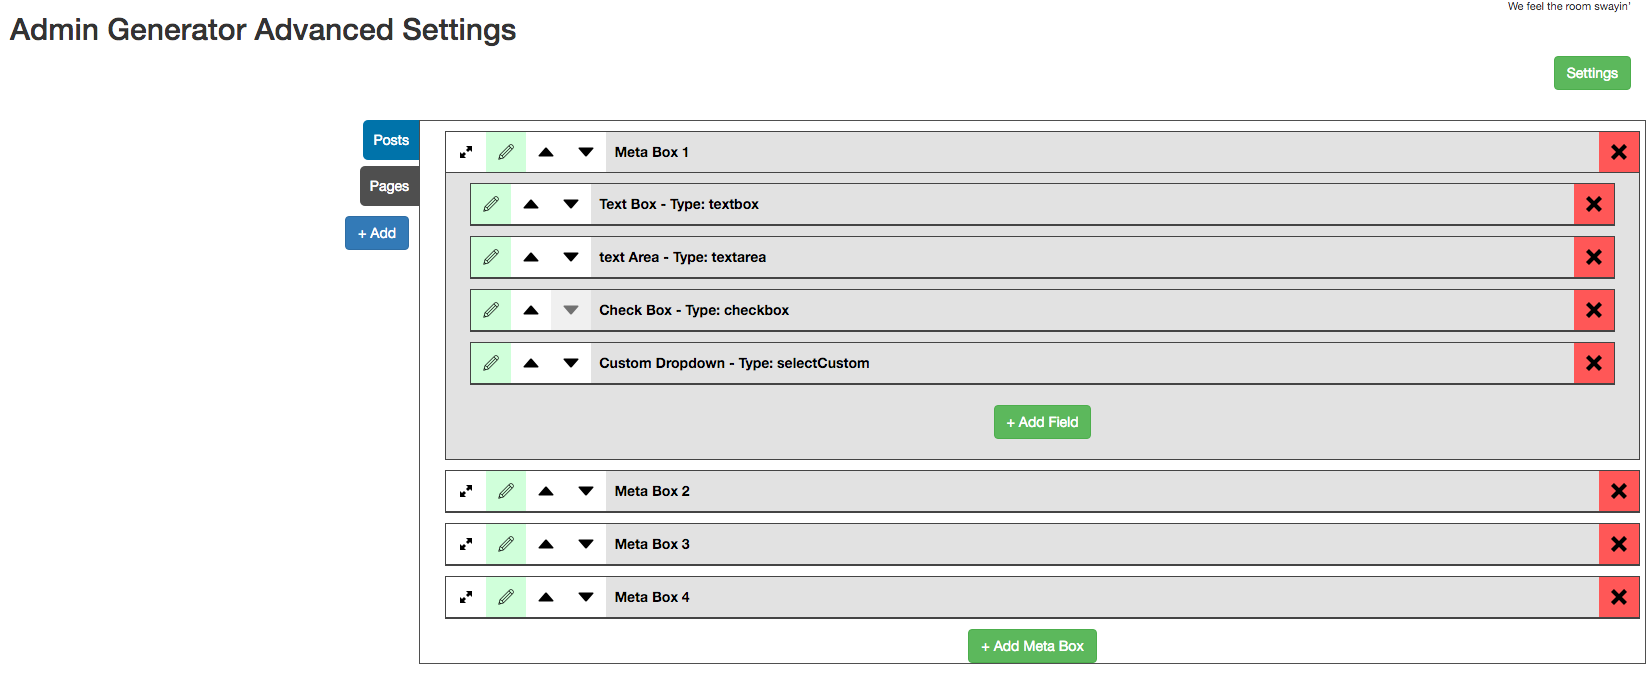 We feel the room swayin'
Admin Generator Advanced Settings
Settings
Posts
Pages
+ Add
Meta Box 1
Text Box - Type: textbox
text Area - Type: textarea
Check Box - Type: checkbox
Custom Dropdown - Type: selectCustom
+ Add Field
Meta Box 2
Meta Box 3
Meta Box 4
+ Add Meta Box